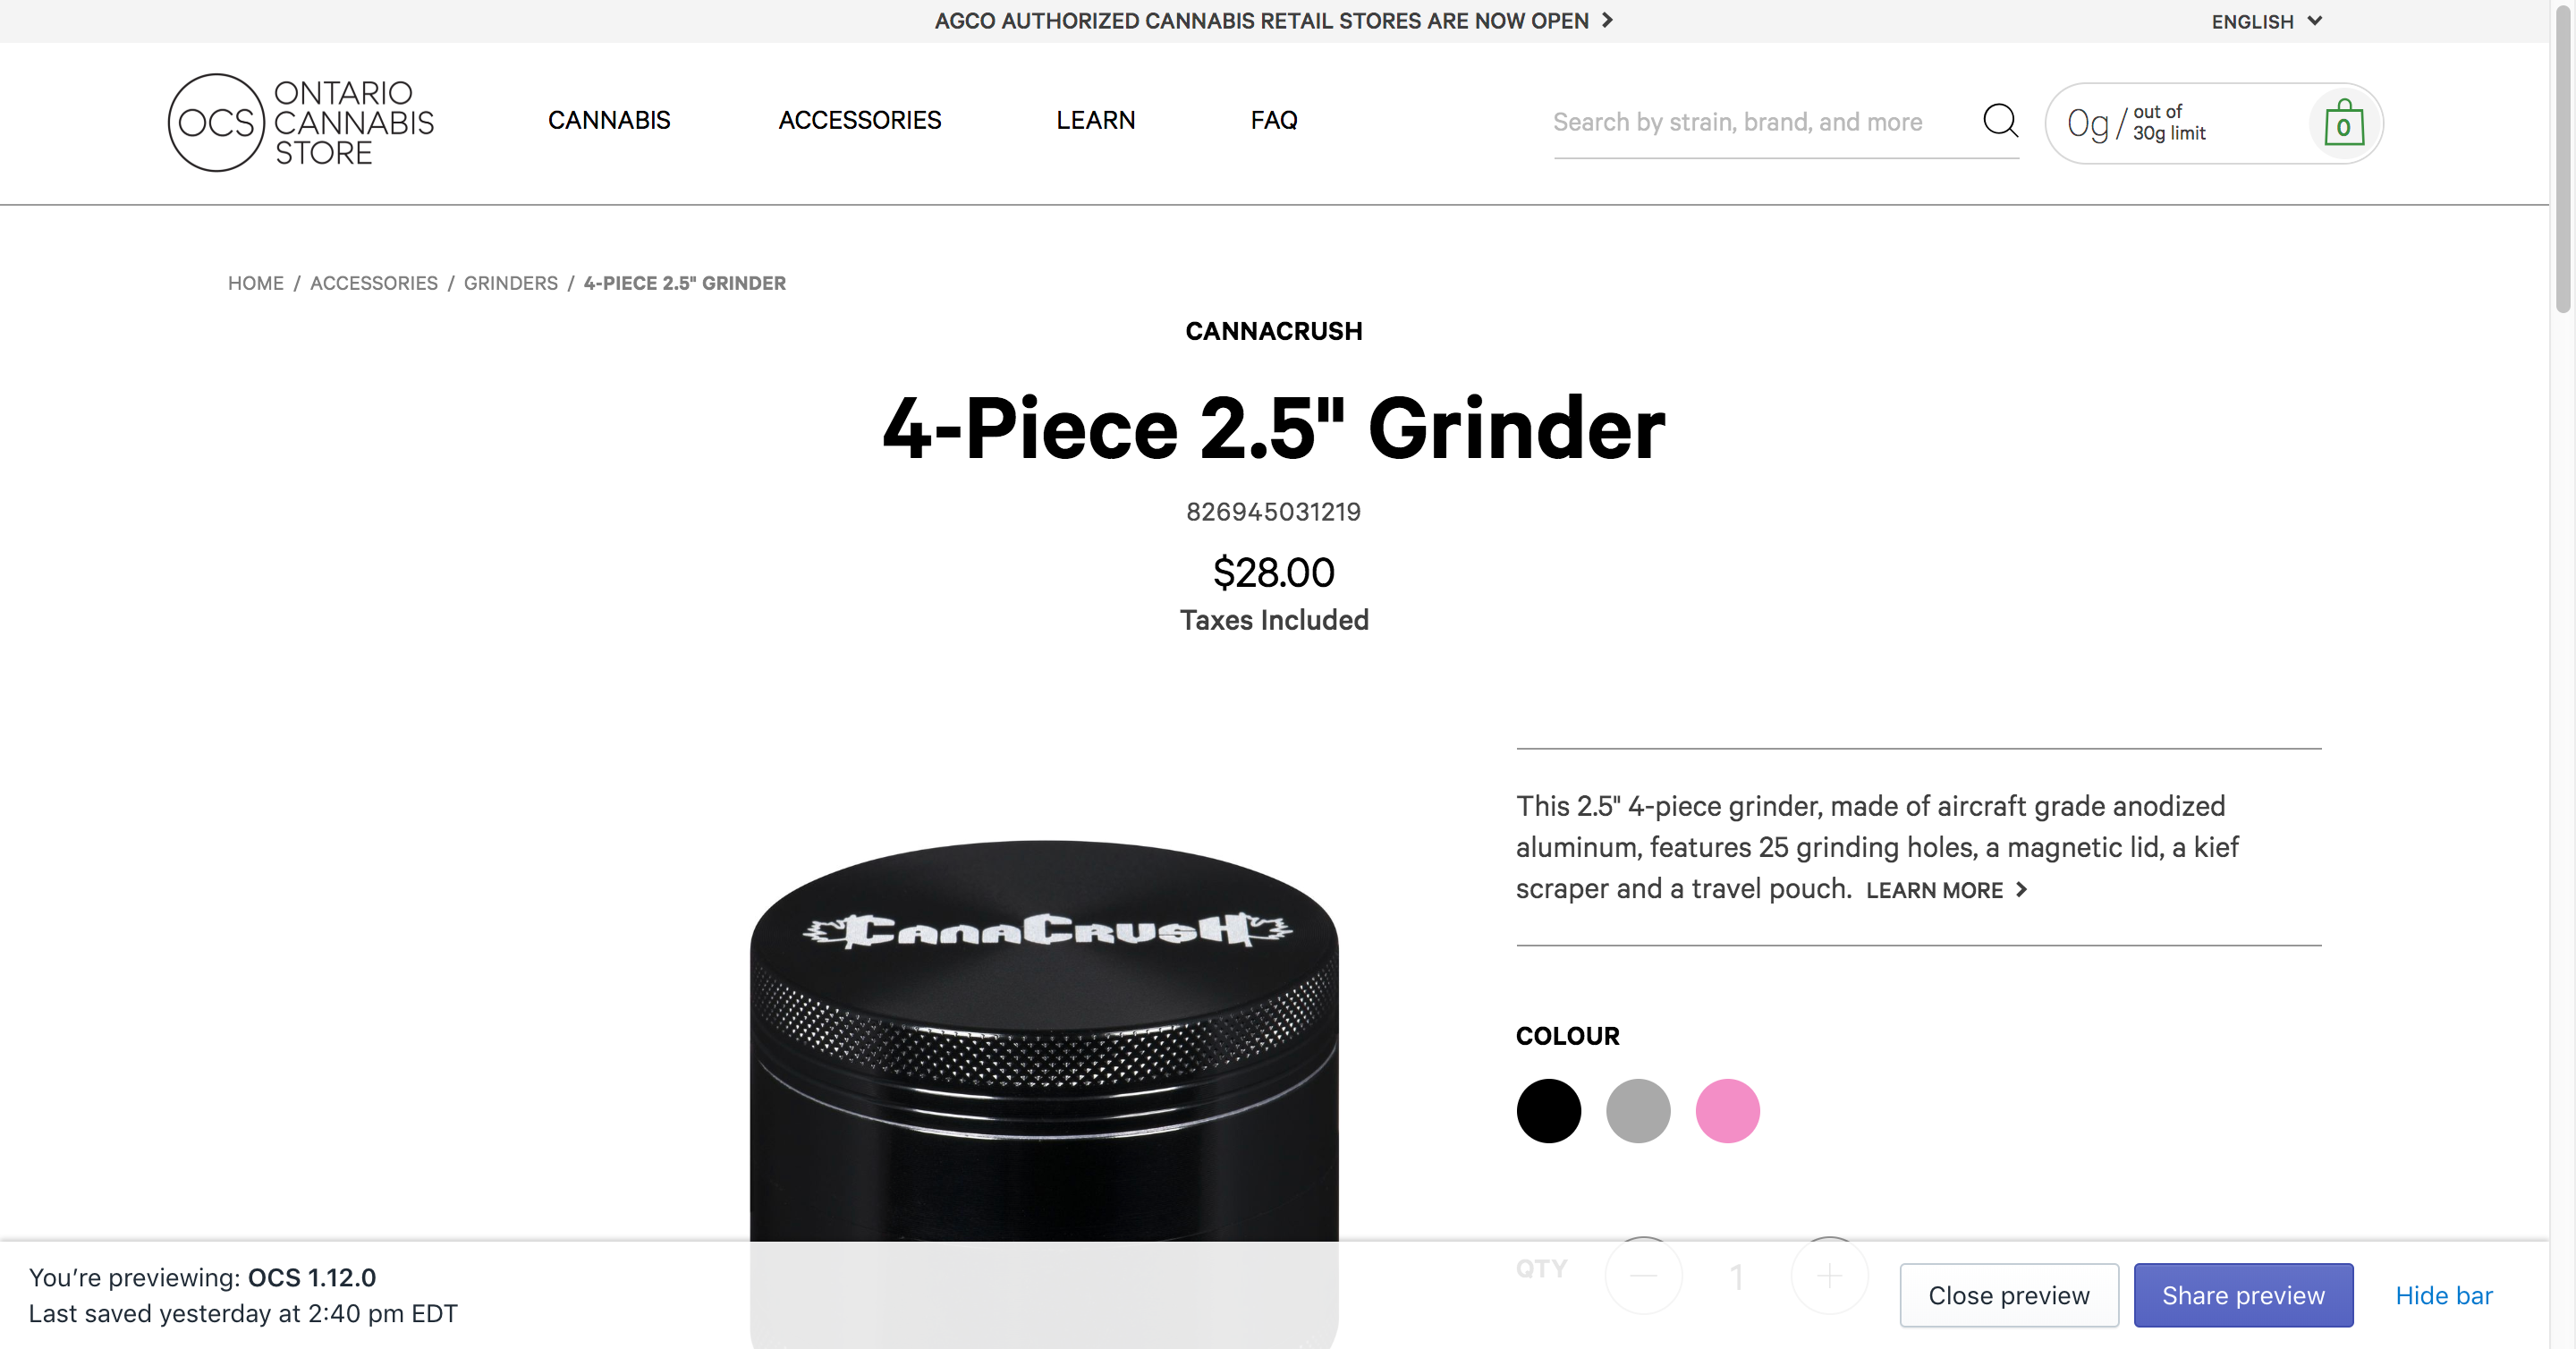 AGCO AUTHORIZED CANNABIS RETAIL STORES ARE NOW OPEN
ENGLISH
OCS
ONTARIO
CANNABIS
STORE
CANNABIS
ACCESSORIES
LEARN
FAQ
Search by strain, brand, and more
0g / out of
30g limit
0
HOME / ACCESSORIES / GRINDERS / 4-PIECE 2.5" GRINDER
CANNACRUSH
4-Piece 2.5" Grinder
826945031219
$28.00
Taxes Included
CANACRUSH
This 2.5" 4-piece grinder, made of aircraft grade anodized
aluminum, features 25 grinding holes, a magnetic lid, a kief
scraper and a travel pouch. LEARN MORE
COLOUR
QTY
1
You're previewing: OCS 1.12.0
Last saved yesterday at 2:40 pm EDT
Close preview
Share preview
Hide bar